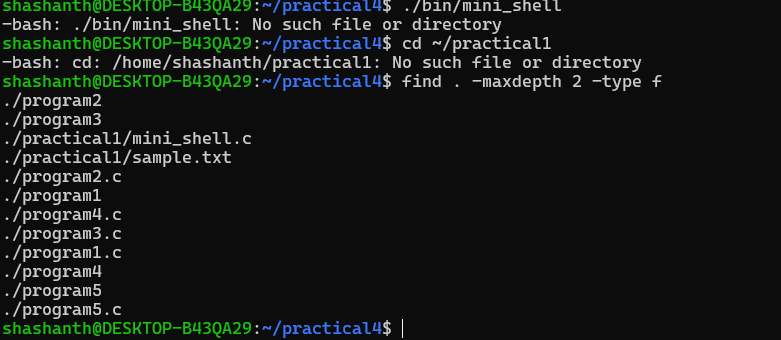 shashanth@DESKTOP-B43QA29:~/practical4$ ./bin/mini_shell
-bash: ./bin/mini_shell: No such file or directory
shashanth@DESKTOP-B43QA29:~/practical4$ cd ~/practical1
-bash: cd: /home/shashanth/practical1: No such file or directory
shashanth@DESKTOP-B43QA29:~/practical4$ find . -maxdepth 2 -type f
./program2
./program3
./practical1/mini_shell.c
./practical1/sample.txt
./program2.c
./program1
./program4.c
./program3.c
./program1.c
./program4
./program5
./program5.c
shashanth@DESKTOP-B43QA29:~/practical4$